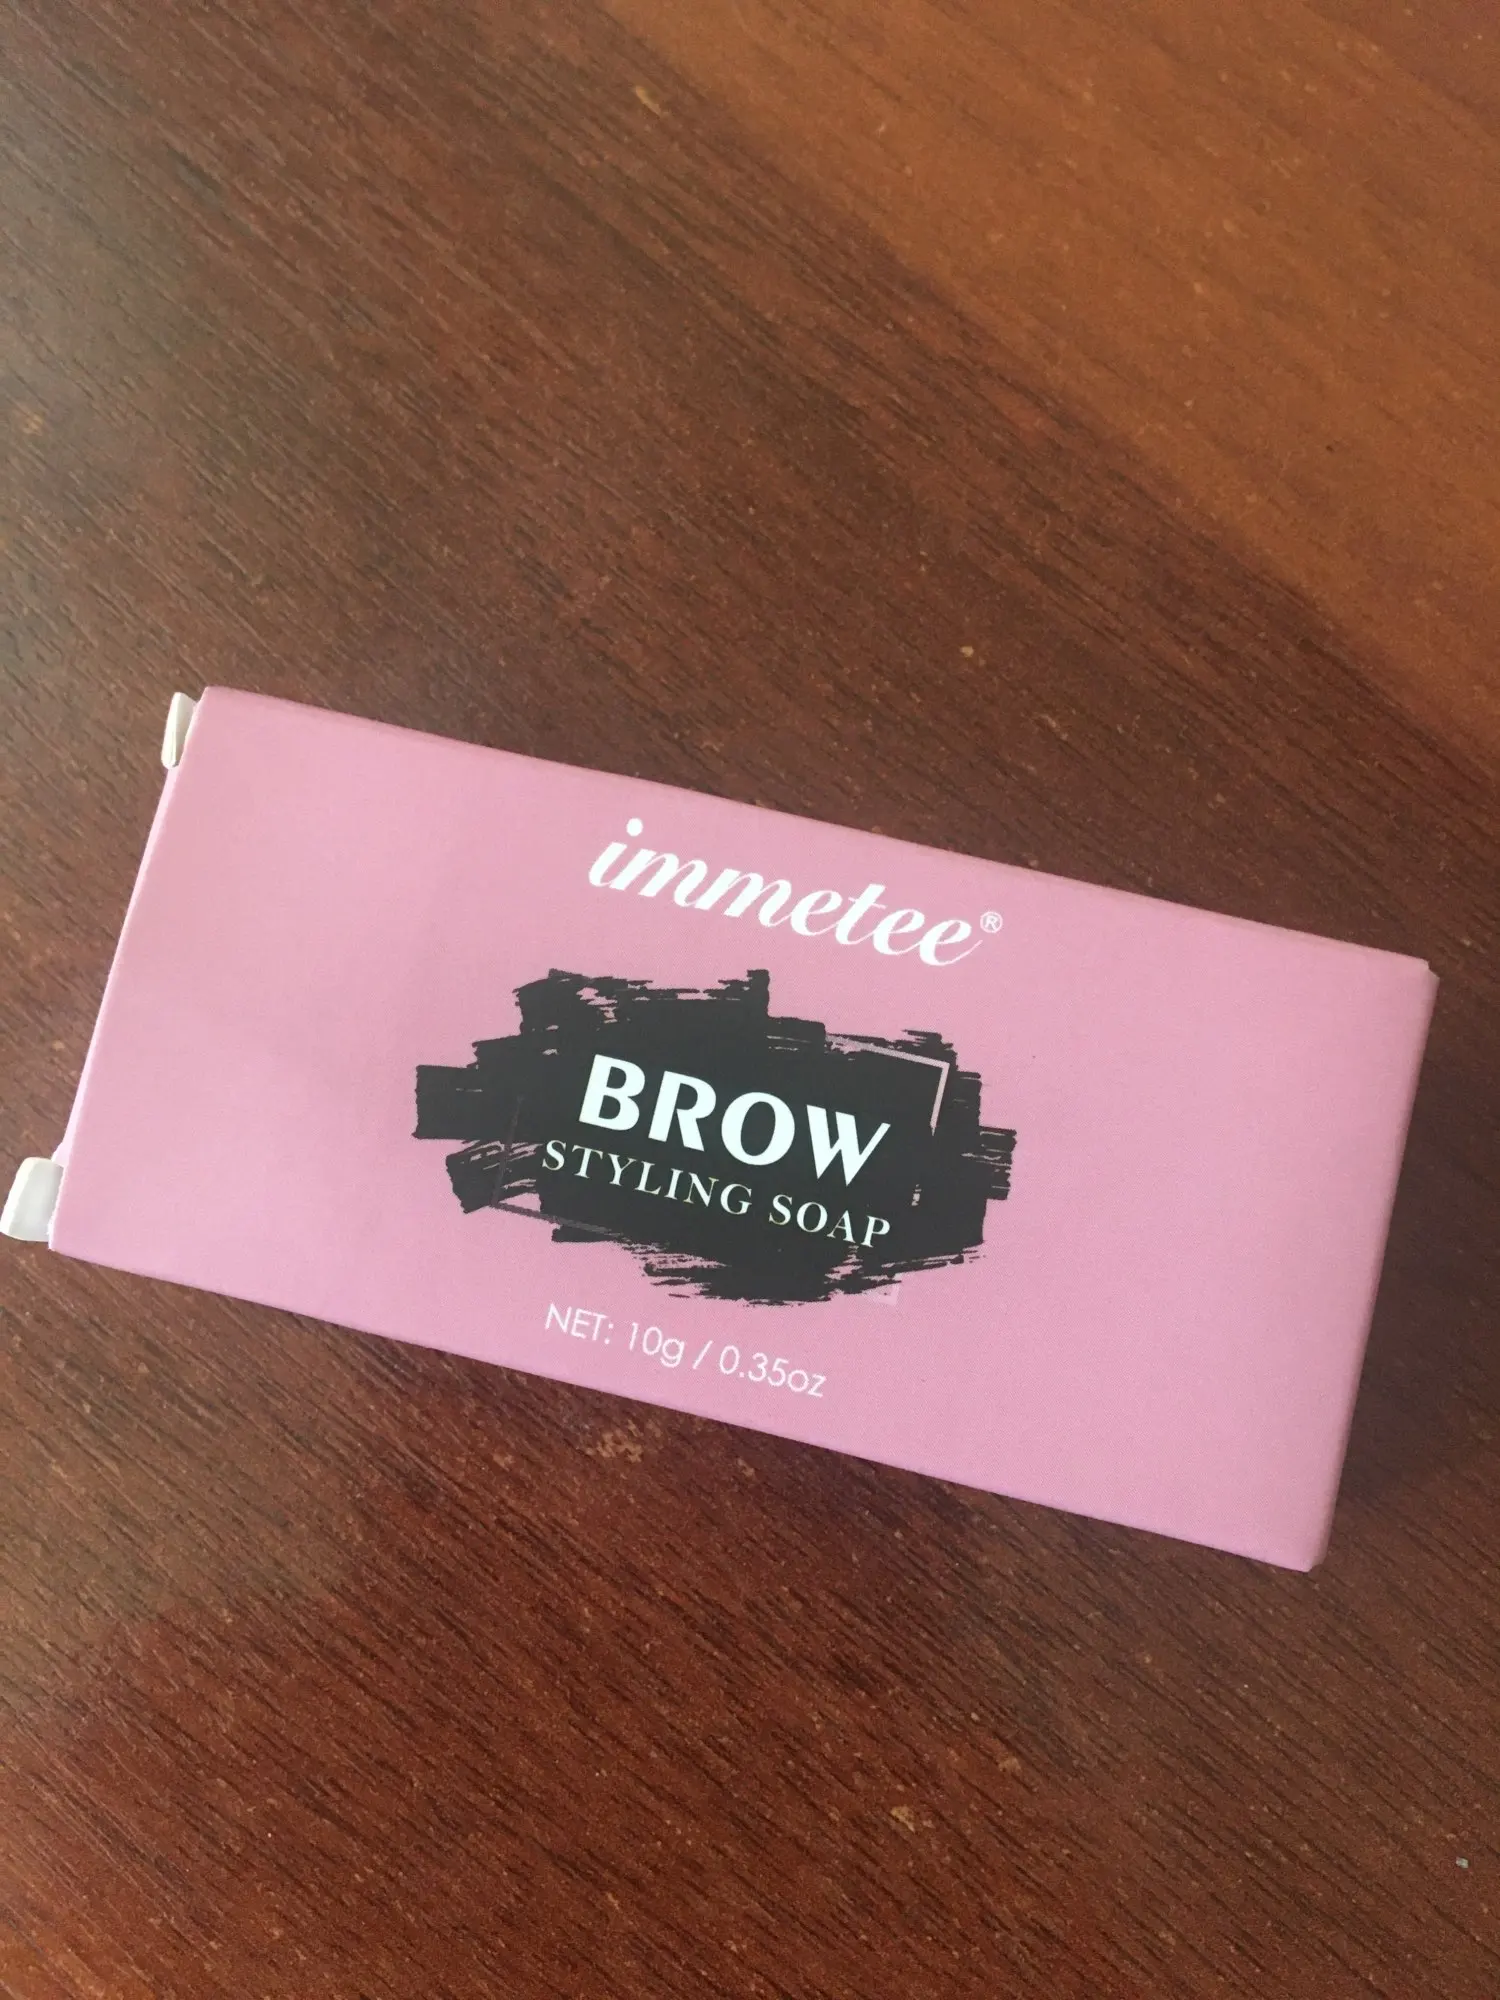 immetee®
BROW
STYLING SOAP
NET: 10g / 0.35oz